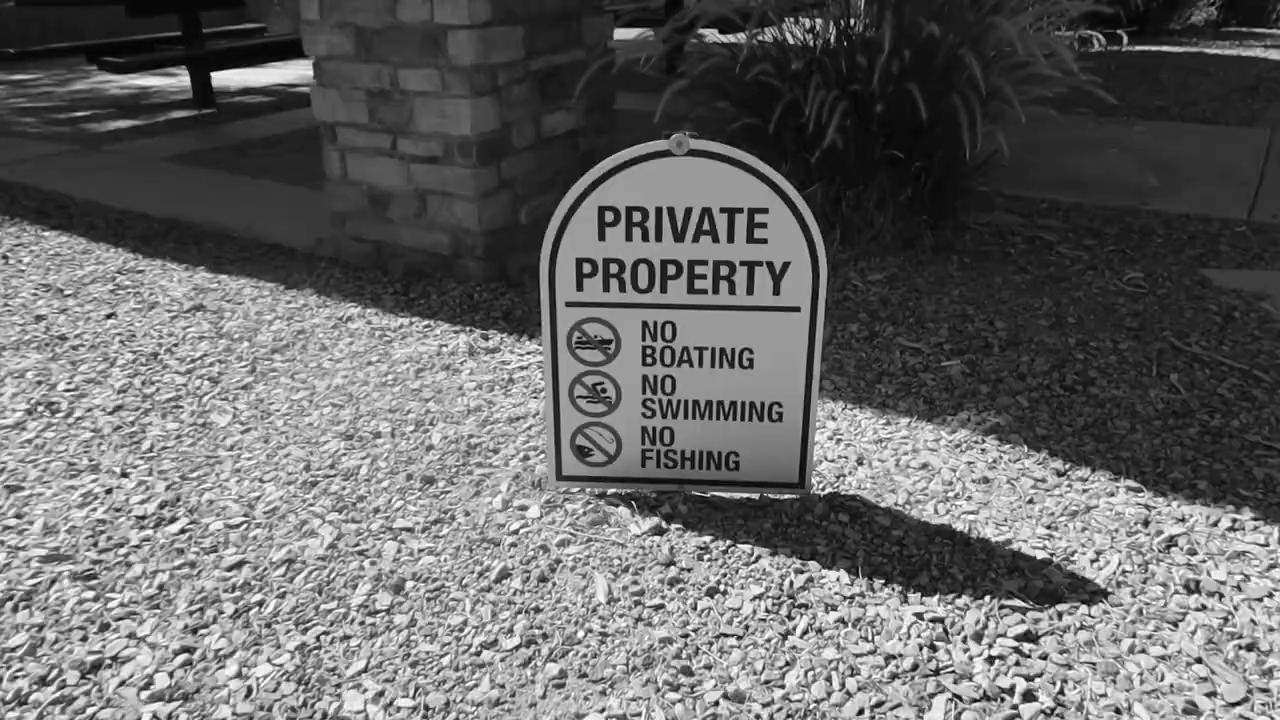 PRIVATE
PROPERTY
NO
BOATING
NO
SWIMMING
NO
FISHING